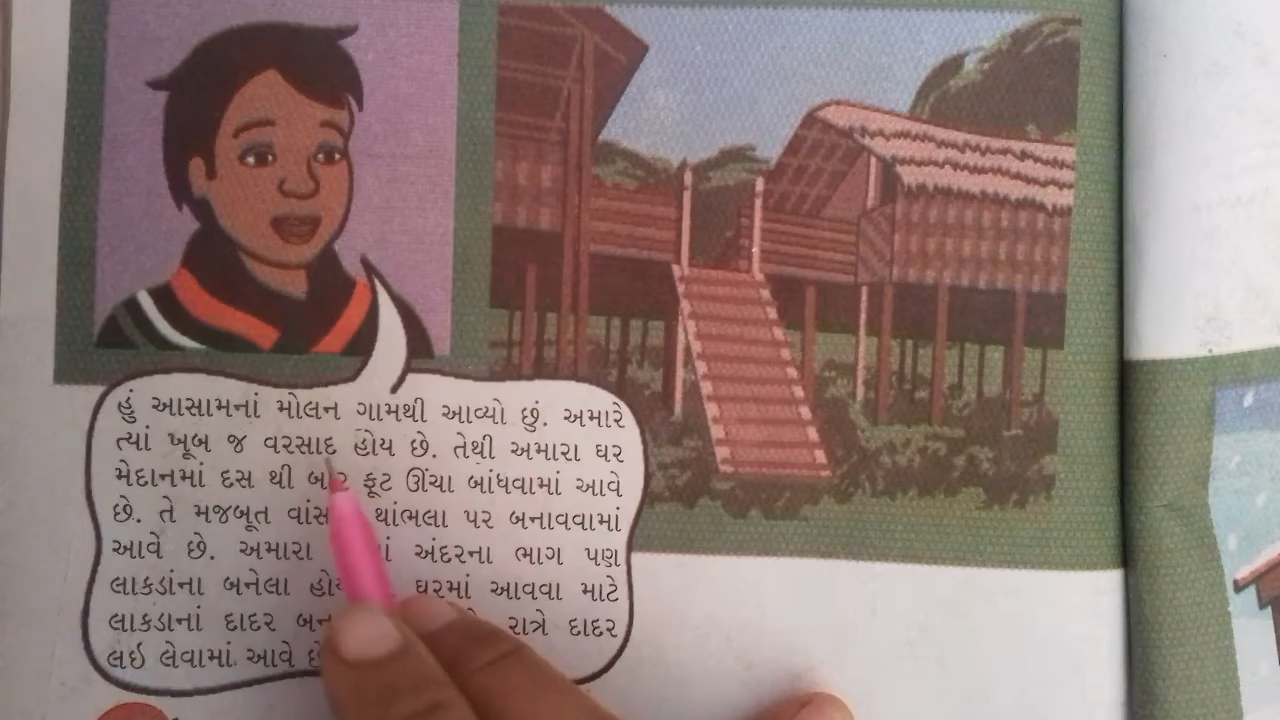 હું આસામનાં મોલન ગામથી આવ્યો છું. અમારે
ત્યાં ખૂબ જ વરસાદ હોય છે. તેથી અમારા ઘર
મેદાનમાં દસ થી બાર ફૂટ ઊંચા બાંધવામાં આવે
છે. તે મજબૂત થાંભલા પર બનાવવામાં
આવે છે. અમારા અંદરના ભાગ પણ
લાકડાંના બનેલા ઘરમાં આવવા માટે
લાકડાનાં દાદર રાત્રે દાદર
લઇ લેવામાં આવે